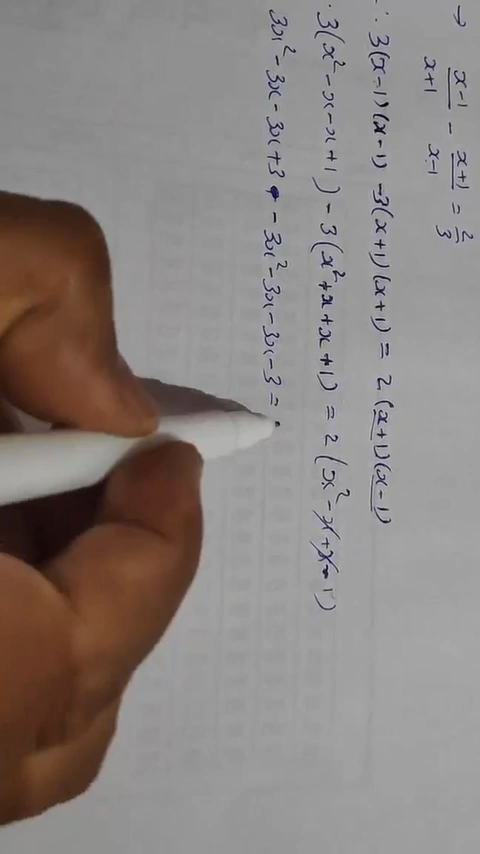 → (x-1)/(x+1) - (x+1)/(x-1) = 2/3
∴ 3(x-1)(x-1) -3(x+1)(x+1) = 2(x+1)(x-1)
∴ 3(x²-x-x+1) - 3(x²+x+x+1) = 2(x²-x+x-1)
3x²-3x-3x+3 - 3x²-3x-3x-3 =